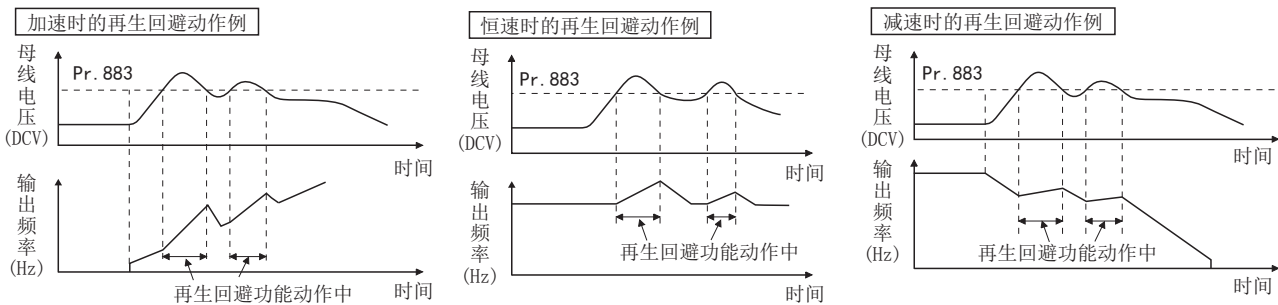 加速时的再生回避动作例
母线电压(DCV)
Pr.883
时间
输出频率(Hz)
再生回避功能动作中
时间
恒速时的再生回避动作例
母线电压(DCV)
Pr.883
时间
输出频率(Hz)
再生回避功能动作中
时间
减速时的再生回避动作例
母线电压(DCV)
Pr.883
时间
输出频率(Hz)
再生回避功能动作中
时间